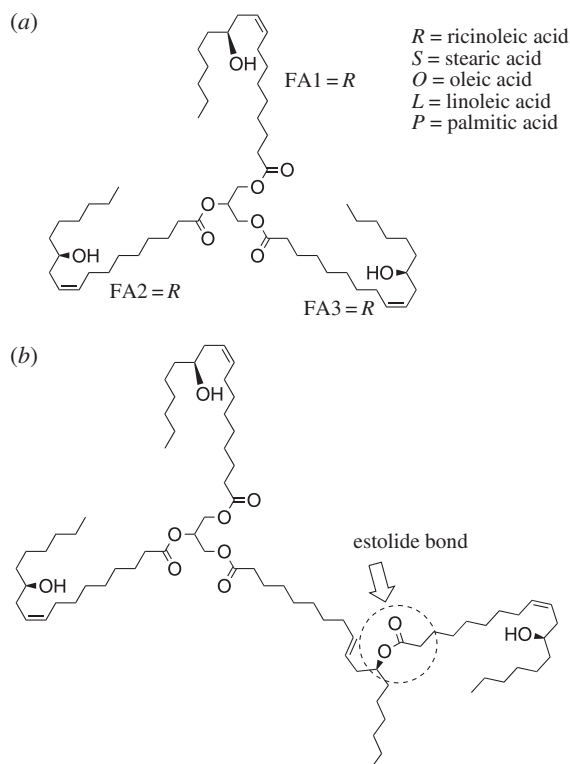 (a)
R = ricinoleic acid
S = stearic acid
O = oleic acid
L = linoleic acid
P = palmitic acid
OH
FA1 = R
O
O
O
O
O
O
OH
HO
FA2 = R
FA3 = R
(b)
OH
O
O
O
O
O
O
OH
estolide bond
O
O
HO